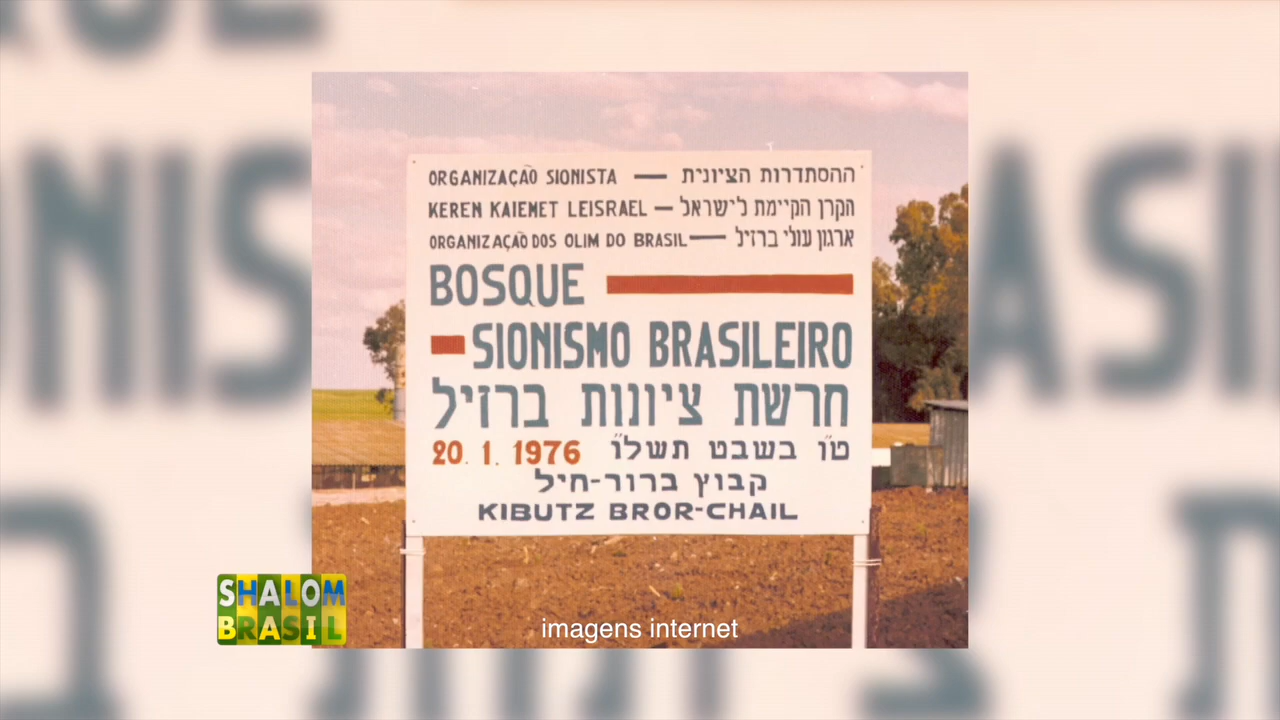 ORGANIZAÇÃO SIONISTA — ההסתדרות הציונית
KEREN KAIEMET LEISRAEL — הקרן הקיימת לישראל
ORGANIZAÇÃO DOS OLIM DO BRASIL — ארגון עולי ברזיל
BOSQUE
SIONISMO BRASILEIRO
חרשת ציונות ברזיל
20.1.1976 ט"ו בשבט תשל"ו
קבוץ ברור-חיל
KIBUTZ BROR-CHAIL
SHALOM
BRASIL
imagens internet